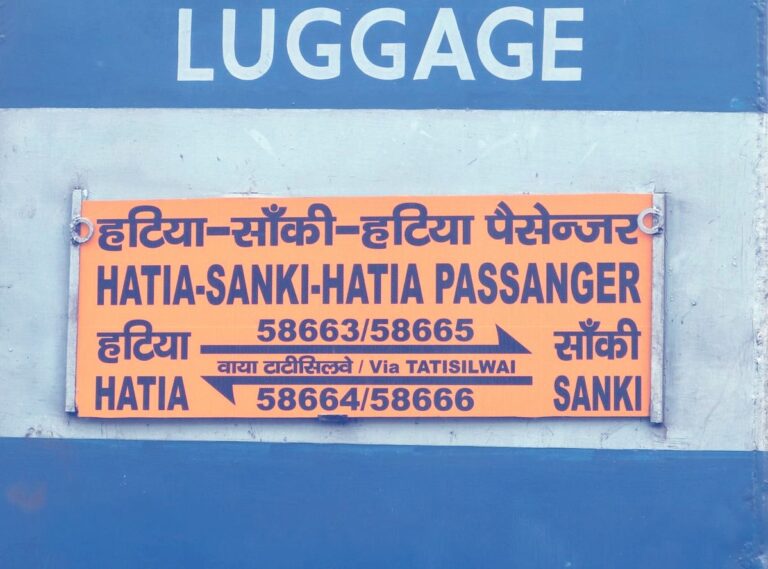 LUGGAGE
हटिया-साँकी-हटिया पैसेन्जर
HATIA-SANKI-HATIA PASSANGER
हटिया 58663/58665 साँकी
वाया टाटीसिलवे / Via TATISILWAI
HATIA 58664/58666 SANKI